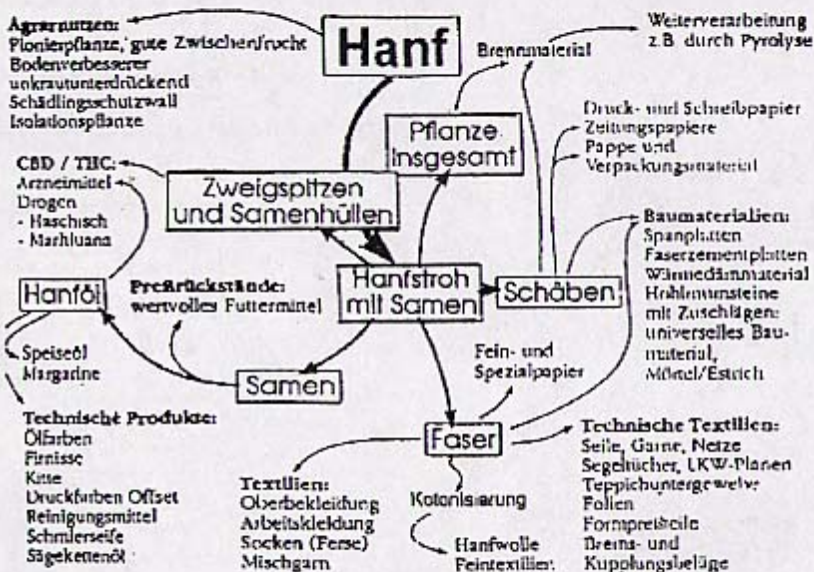 Agrarnutzen:
Pionierpflanze, gute Zwischenfrucht
Bodenverbesserer
unkrautunterdrückend
Schädlingsschutzwall
Isolationspflanze
Hanf
Brennmaterial
Weiterverarbeitung
z.B. durch Pyrolyse
Pflanze
insgesamt
Druck- und Schreibpapier
Zeitungspapiere
Pappe und
Verpackungsmaterial
CBD / THC:
Arzneimittel
Drogen
- Haschisch
- Marihuana
Zweigspitzen
und Samenhüllen
Baumaterialien:
Spanplatten
Faserzementplatten
Wärmedämmaterial
Hohlraumsteine
mit Zuschlägen:
universelles Bau-
material,
Mörtel/Estrich
Hanföl
Preßrückstände:
wertvolles Futtermittel
Hanfstroh
mit Samen
Schäben
Speiseöl
Margarine
Samen
Fein- und
Spezialpapier
Technische Produkte:
Ölfarben
Firnisse
Kitte
Druckfarben Offset
Reinigungsmittel
Schmierseife
Sägekettenöl
Faser
Textilien:
Oberbekleidung
Arbeitskleidung
Socken (Ferse)
Mischgarn
Kotonisierung
Hanfwolle
Feintextilien
Technische Textilien:
Seile, Garne, Netze
Segeltücher, LKW-Planen
Teppichuntergewebe
Folien
Formpreßteile
Brems- und
Kupplungsbeläge